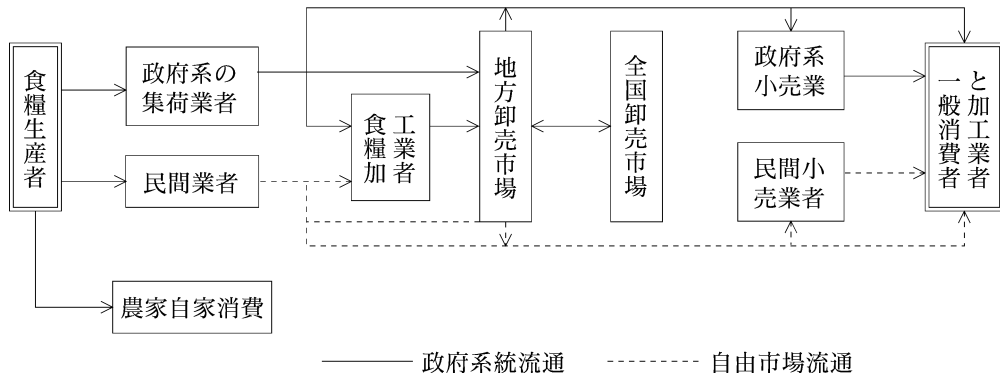 食糧生産者
政府系の
集荷業者
民間業者
農家自家消費
食糧加
工業者
地方卸売市場
全国卸売市場
政府系
小売業
民間小
売業者
一般消費者
と加工業者
政府系統流通
自由市場流通